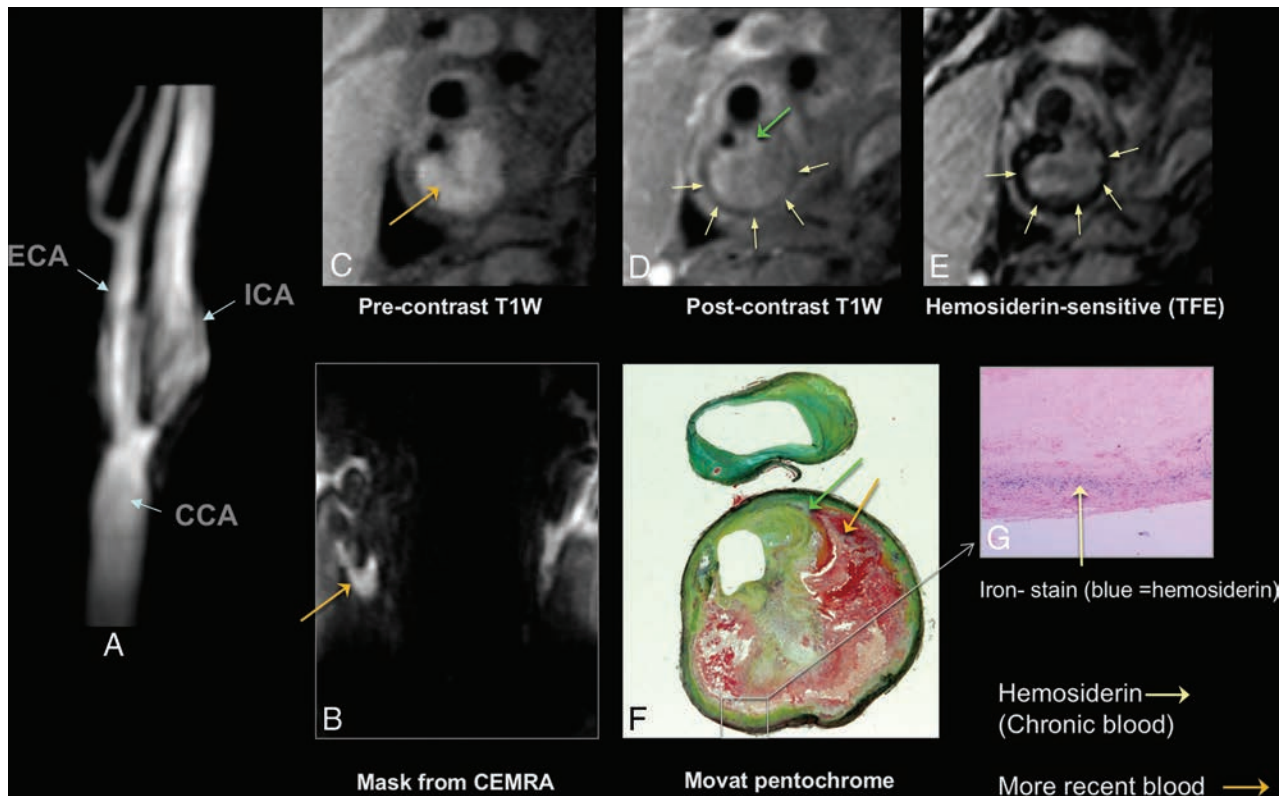 ECA
ICA
CCA
A
C
Pre-contrast T1W
D
Post-contrast T1W
E
Hemosiderin-sensitive (TFE)
B
Mask from CEMRA
F
Movat pentochrome
G
Iron- stain (blue =hemosiderin)
Hemosiderin
(Chronic blood)
More recent blood